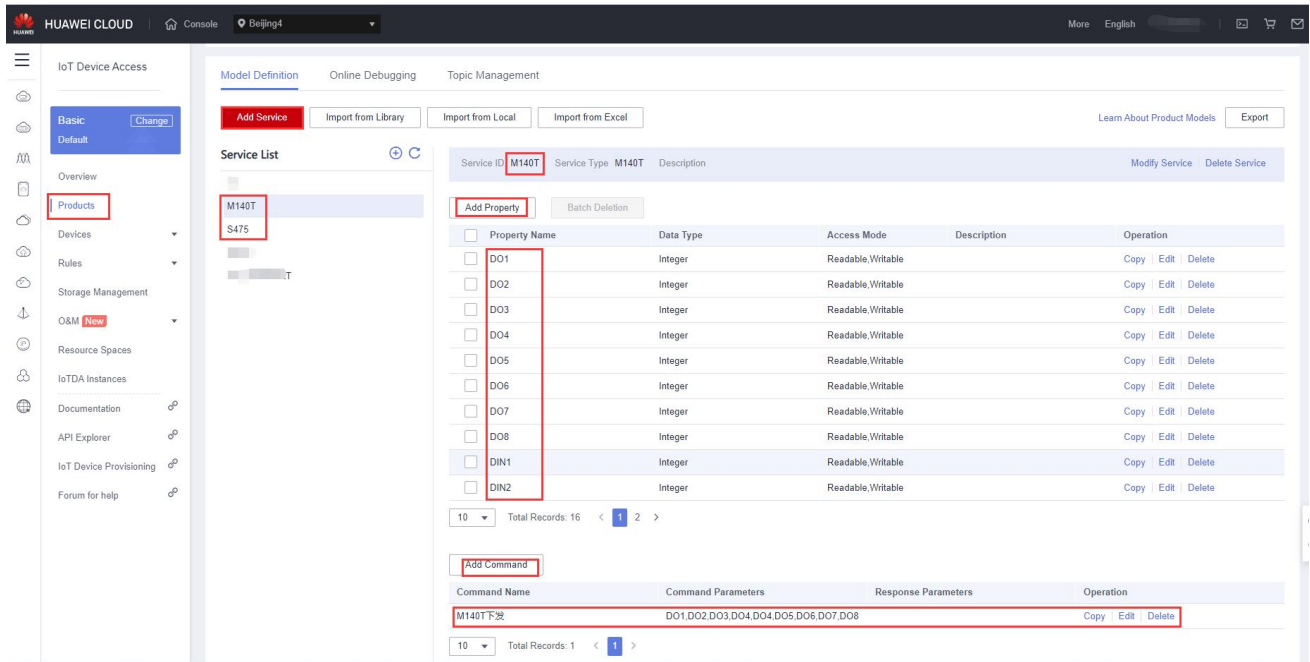 HUAWEI
HUAWEI CLOUD
Console
Beijing4
More
English
IoT Device Access
Basic
Change
Default
Overview
Products
Devices
Rules
Storage Management
O&M New
Resource Spaces
IoTDA Instances
Documentation
API Explorer
IoT Device Provisioning
Forum for help
Model Definition Online Debugging Topic Management
Add Service Import from Library Import from Local Import from Excel Learn About Product Models Export
Service List
M140T
S475
T
Service ID M140T Service Type M140T Description Modify Service Delete Service
Add Property Batch Deletion
Property Name Data Type Access Mode Description Operation
DO1 Integer Readable,Writable Copy Edit Delete
DO2 Integer Readable,Writable Copy Edit Delete
DO3 Integer Readable,Writable Copy Edit Delete
DO4 Integer Readable,Writable Copy Edit Delete
DO5 Integer Readable,Writable Copy Edit Delete
DO6 Integer Readable,Writable Copy Edit Delete
DO7 Integer Readable,Writable Copy Edit Delete
DO8 Integer Readable,Writable Copy Edit Delete
DIN1 Integer Readable,Writable Copy Edit Delete
DIN2 Integer Readable,Writable Copy Edit Delete
10 Total Records: 16 < 1 2 >
Add Command
Command Name Command Parameters Response Parameters Operation
M140T下发 DO1,DO2,DO3,DO4,DO4,DO5,DO6,DO7,DO8 Copy Edit Delete
10 Total Records: 1 < 1 >